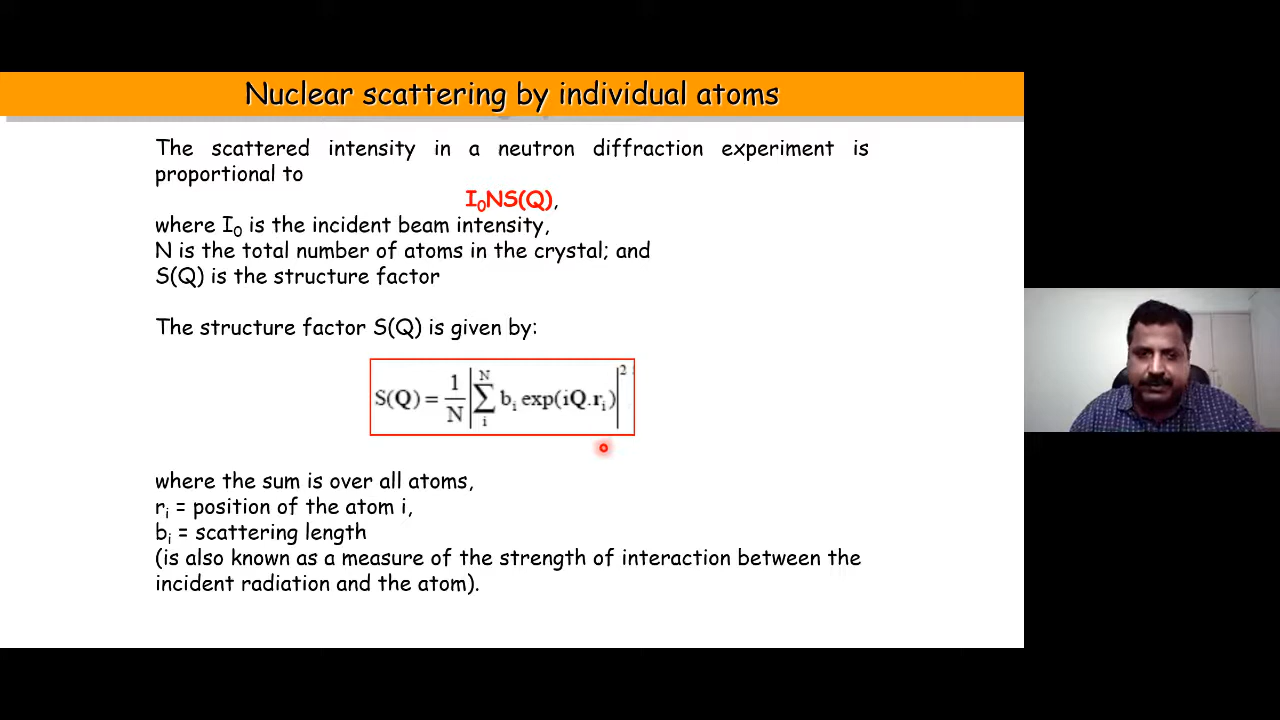 Nuclear scattering by individual atoms
The scattered intensity in a neutron diffraction experiment is
proportional to
I₀NS(Q),
where I₀ is the incident beam intensity,
N is the total number of atoms in the crystal; and
S(Q) is the structure factor
The structure factor S(Q) is given by:
S(Q) = 1/N |∑ᵢᴺ bᵢ exp(iQ.rᵢ)|²
where the sum is over all atoms,
rᵢ = position of the atom i,
bᵢ = scattering length
(is also known as a measure of the strength of interaction between the
incident radiation and the atom).